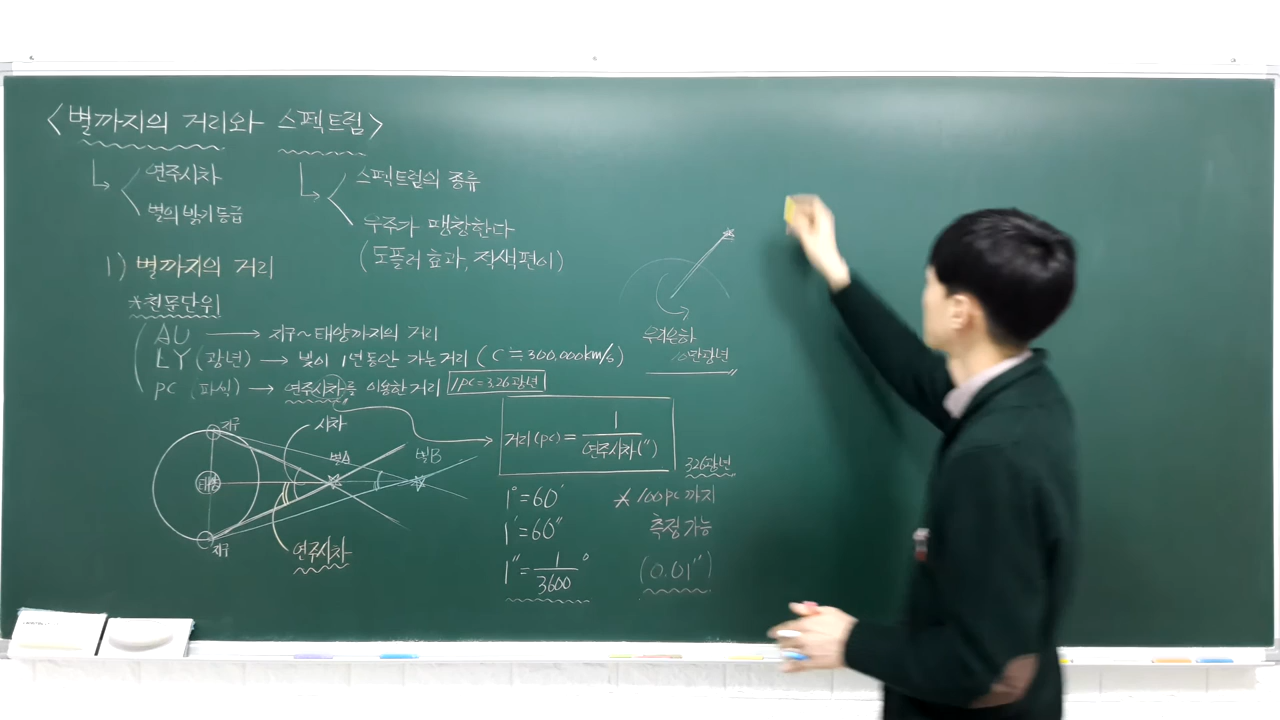 <별까지의 거리와 스펙트럼>
연주시차
별의 밝기 등급
스펙트럼의 종류
우주가 팽창한다
(도플러 효과, 적색편이)
1) 별까지의 거리
*천문단위
AU → 지구~태양까지의 거리
LY (광년) → 빛이 1년동안 가는 거리 (C≒300,000km/s)
pc (파식) → 연주시차를 이용한 거리 1pc=3.26광년
지구
시차
태양
별A
별B
지구
연주시차
거리(pc) = 1/연주시차(")
1°=60'
1'=60"
1"=1/3600°
326광년
*100pc까지
측정가능
(0.01")
우리은하
10만광년